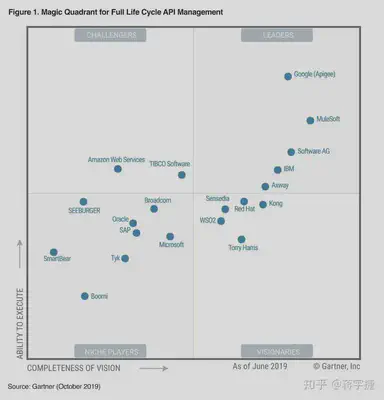 Figure 1. Magic Quadrant for Full Life Cycle API Management
CHALLENGERS
LEADERS
Google (Apigee)
MuleSoft
Software AG
Amazon Web Services
TIBCO Software
IBM
Axway
SEEBURGER
Broadcom
Sensedia
Red Hat
Kong
Oracle
SAP
WSO2
Microsoft
Torry Harris
SmartBear
Tyk
Boomi
ABILITY TO EXECUTE
NICHE PLAYERS
VISIONARIES
COMPLETENESS OF VISION
As of June 2019
© Gartner, Inc
Source: Gartner (October 2019)